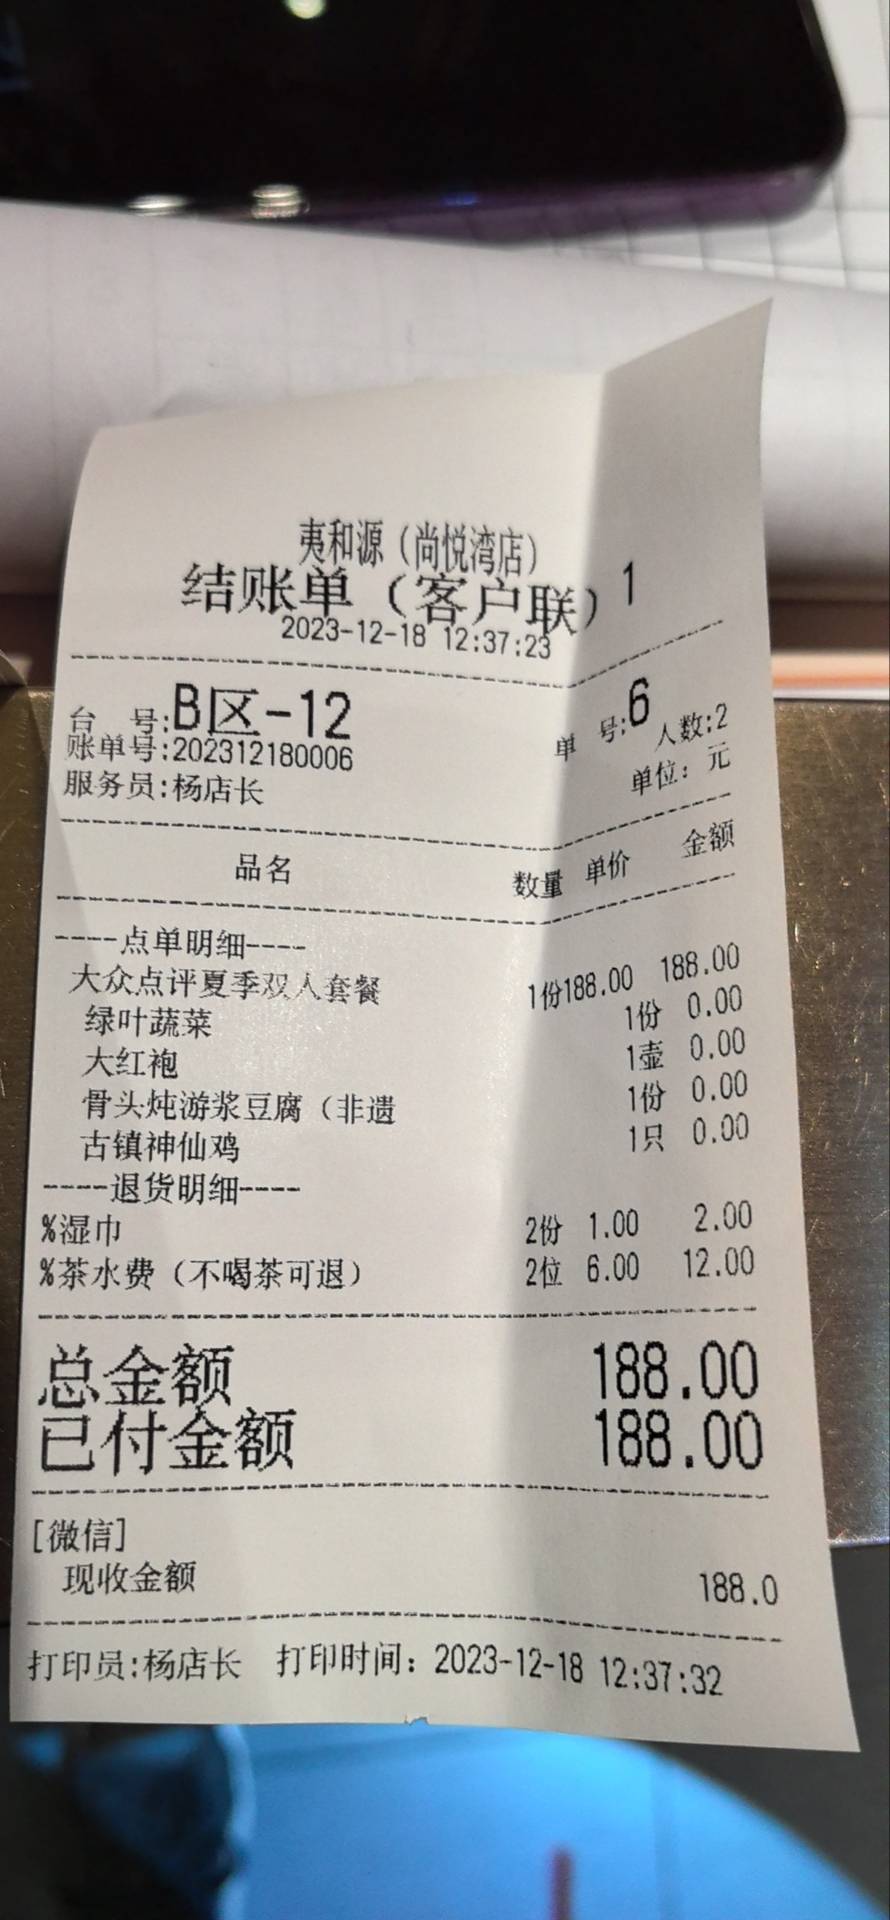 夷和源（尚悦湾店）
结账单（客户联）1
2023-12-18 12:37:23
台 号:B区-12 单 号:6
账单号:202312180006 人数:2
服务员:杨店长 单位：元
品名 数量 单价 金额
----点单明细----
大众点评夏季双人套餐 1份188.00 188.00
绿叶蔬菜 1份 0.00
大红袍 1壶 0.00
骨头炖游浆豆腐（非遗 1份 0.00
古镇神仙鸡 1只 0.00
----退货明细----
%湿巾 2份 1.00 2.00
%茶水费（不喝茶可退） 2位 6.00 12.00
总金额 188.00
已付金额 188.00
[微信]
现收金额 188.0
打印员:杨店长 打印时间：2023-12-18 12:37:32